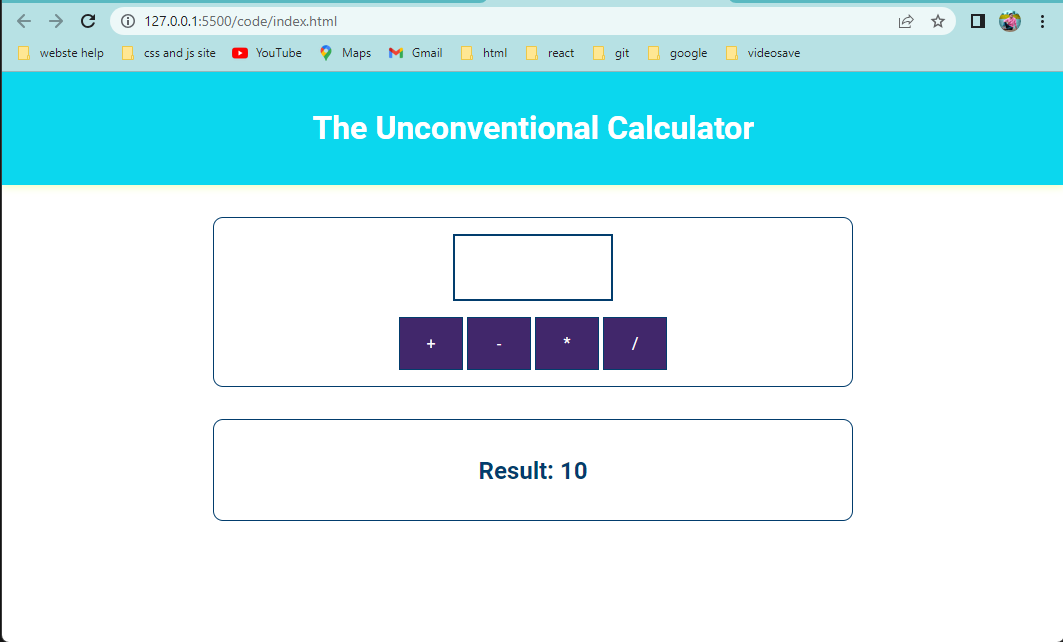 127.0.0.1:5500/code/index.html
webste help css and js site YouTube Maps Gmail html react git google videosave
The Unconventional Calculator
+ - * /
Result: 10